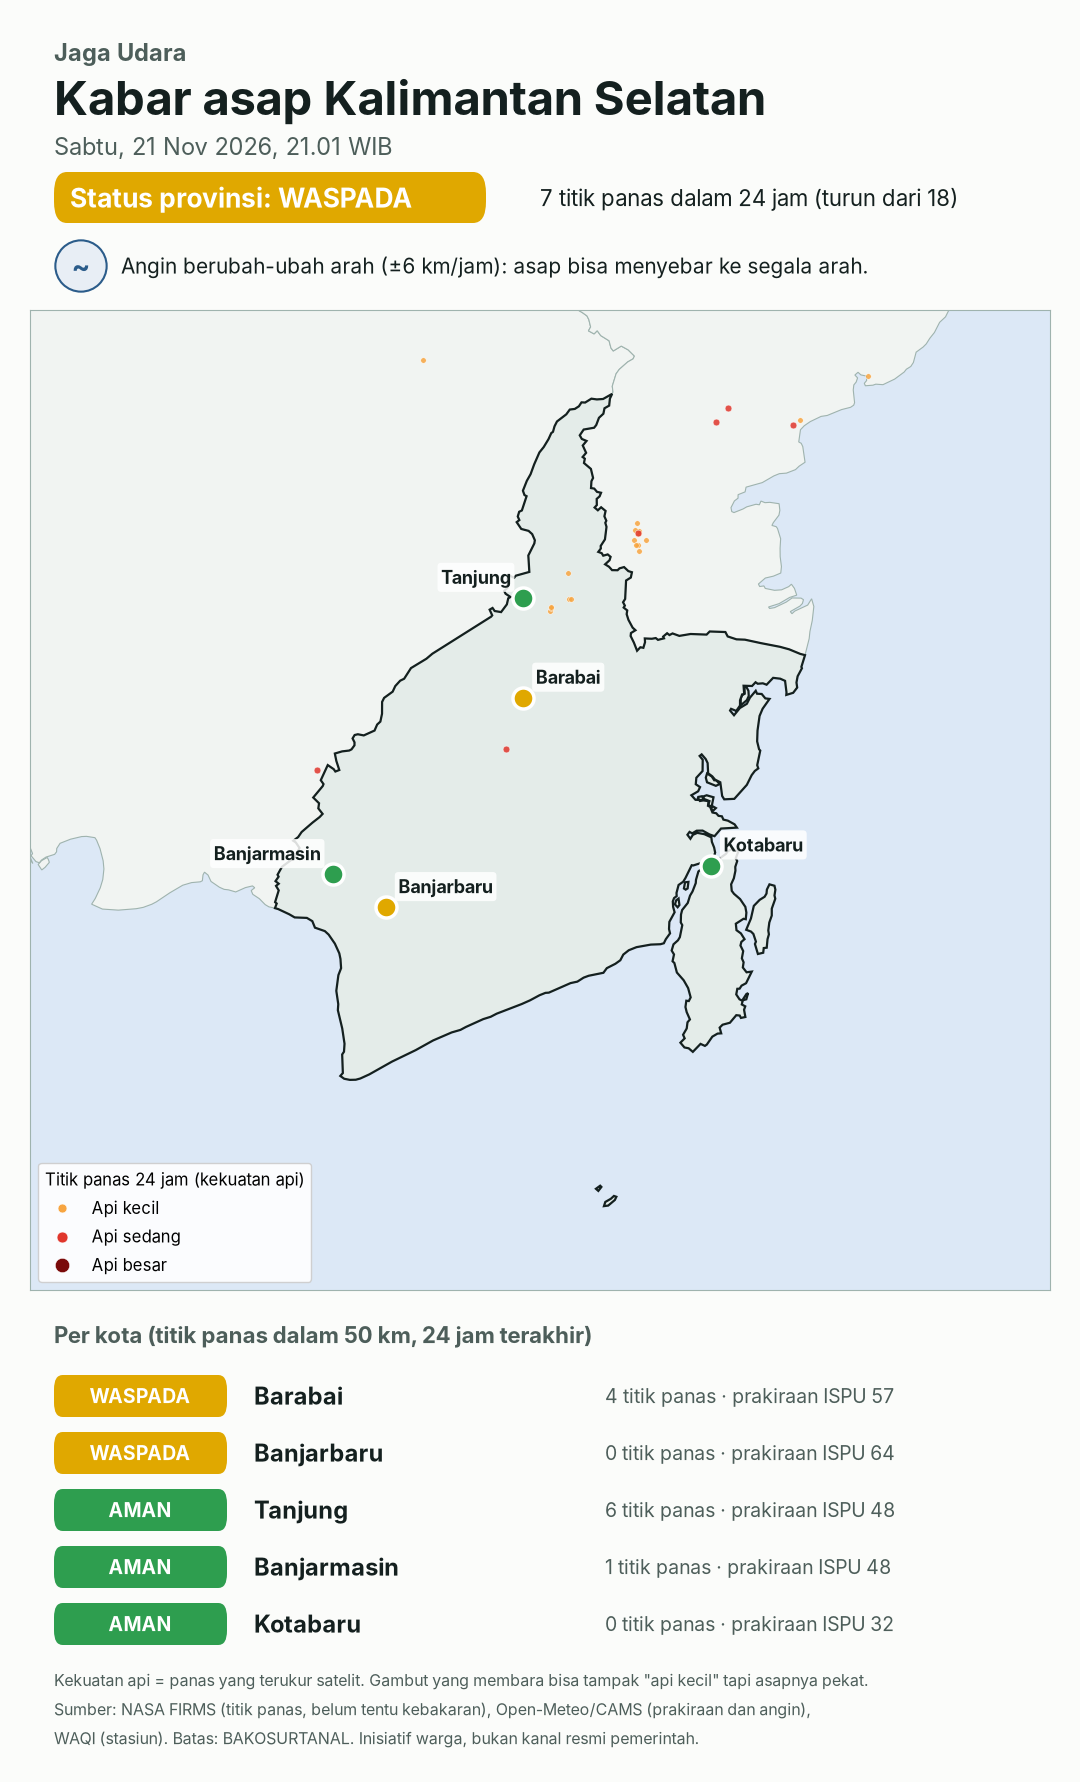 Jaga Udara
Kabar asap Kalimantan Selatan
Sabtu, 21 Nov 2026, 21.01 WIB
Status provinsi: WASPADA
7 titik panas dalam 24 jam (turun dari 18)
~
Angin berubah-ubah arah (±6 km/jam): asap bisa menyebar ke segala arah.
Tanjung
Barabai
Kotabaru
Banjarmasin
Banjarbaru
Titik panas 24 jam (kekuatan api)
Api kecil
Api sedang
Api besar
Per kota (titik panas dalam 50 km, 24 jam terakhir)
WASPADA Barabai 4 titik panas · prakiraan ISPU 57
WASPADA Banjarbaru 0 titik panas · prakiraan ISPU 64
AMAN Tanjung 6 titik panas · prakiraan ISPU 48
AMAN Banjarmasin 1 titik panas · prakiraan ISPU 48
AMAN Kotabaru 0 titik panas · prakiraan ISPU 32
Kekuatan api = panas yang terukur satelit. Gambut yang membara bisa tampak "api kecil" tapi asapnya pekat.
Sumber: NASA FIRMS (titik panas, belum tentu kebakaran), Open-Meteo/CAMS (prakiraan dan angin),
WAQI (stasiun). Batas: BAKOSURTANAL. Inisiatif warga, bukan kanal resmi pemerintah.